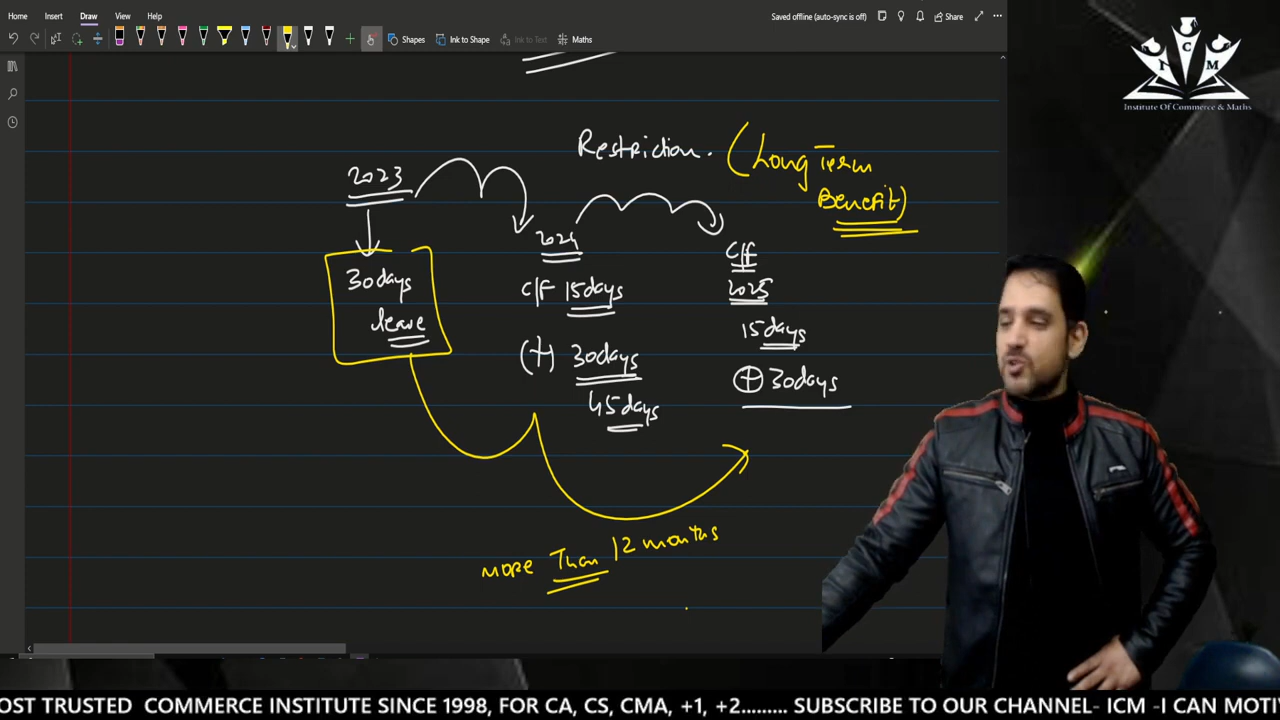 Home Insert Draw View Help
Saved offline (auto-sync is off) Share
Shapes Ink to Shape Ink to Text Maths
I C M
Institute Of Commerce & Maths
Restriction. (Long Term
Benefit)
2023
30days
leave
2024
C/F 15days
(+) 30days
45days
C/F
2025
15days
+ 30days
more Than 12 months
OST TRUSTED COMMERCE INSTITUTE SINCE 1998, FOR CA, CS, CMA, +1, +2......... SUBSCRIBE TO OUR CHANNEL- ICM -I CAN MOTI